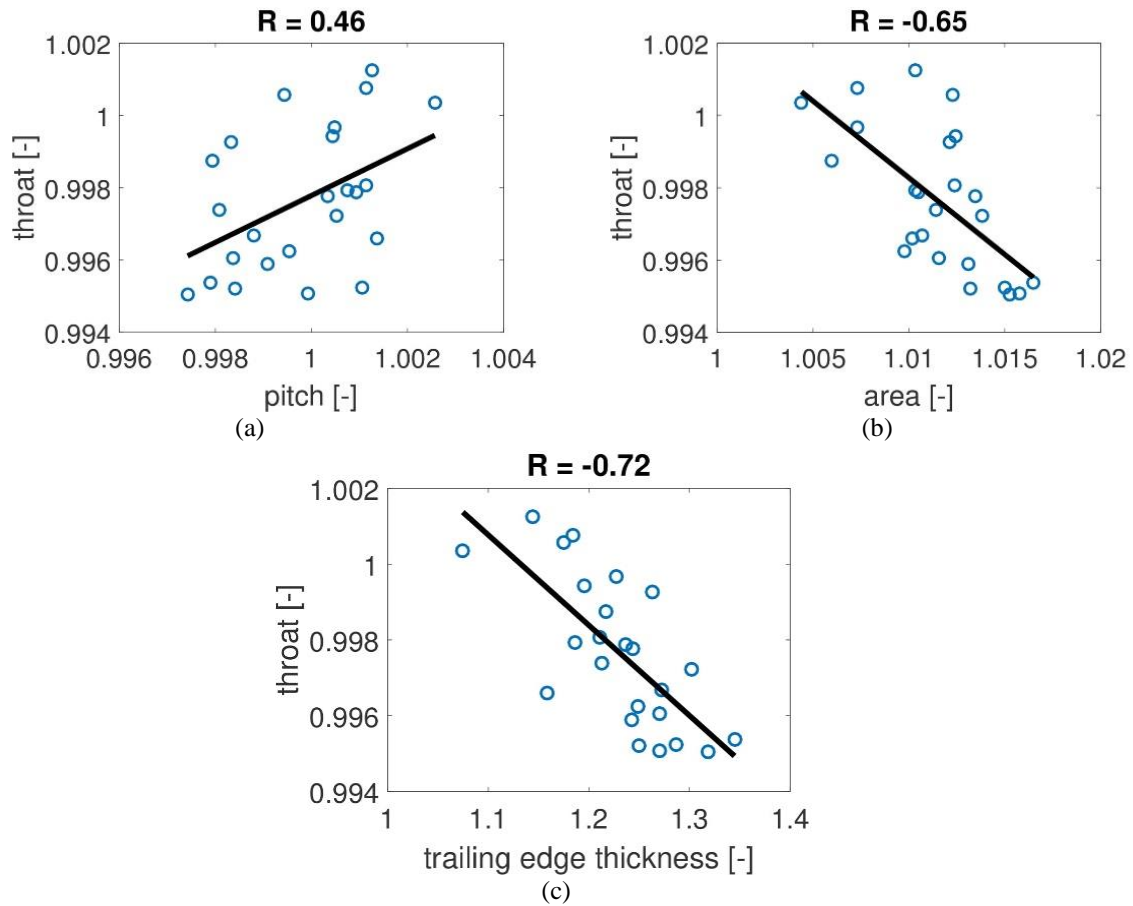 R = 0.46
1.002
1
0.998
0.996
0.994
throat [-]
0.996 0.998 1 1.002 1.004
pitch [-]
(a)
R = -0.65
1.002
1
0.998
0.996
0.994
throat [-]
1 1.005 1.01 1.015 1.02
area [-]
(b)
R = -0.72
1.002
1
0.998
0.996
0.994
throat [-]
1 1.1 1.2 1.3 1.4
trailing edge thickness [-]
(c)